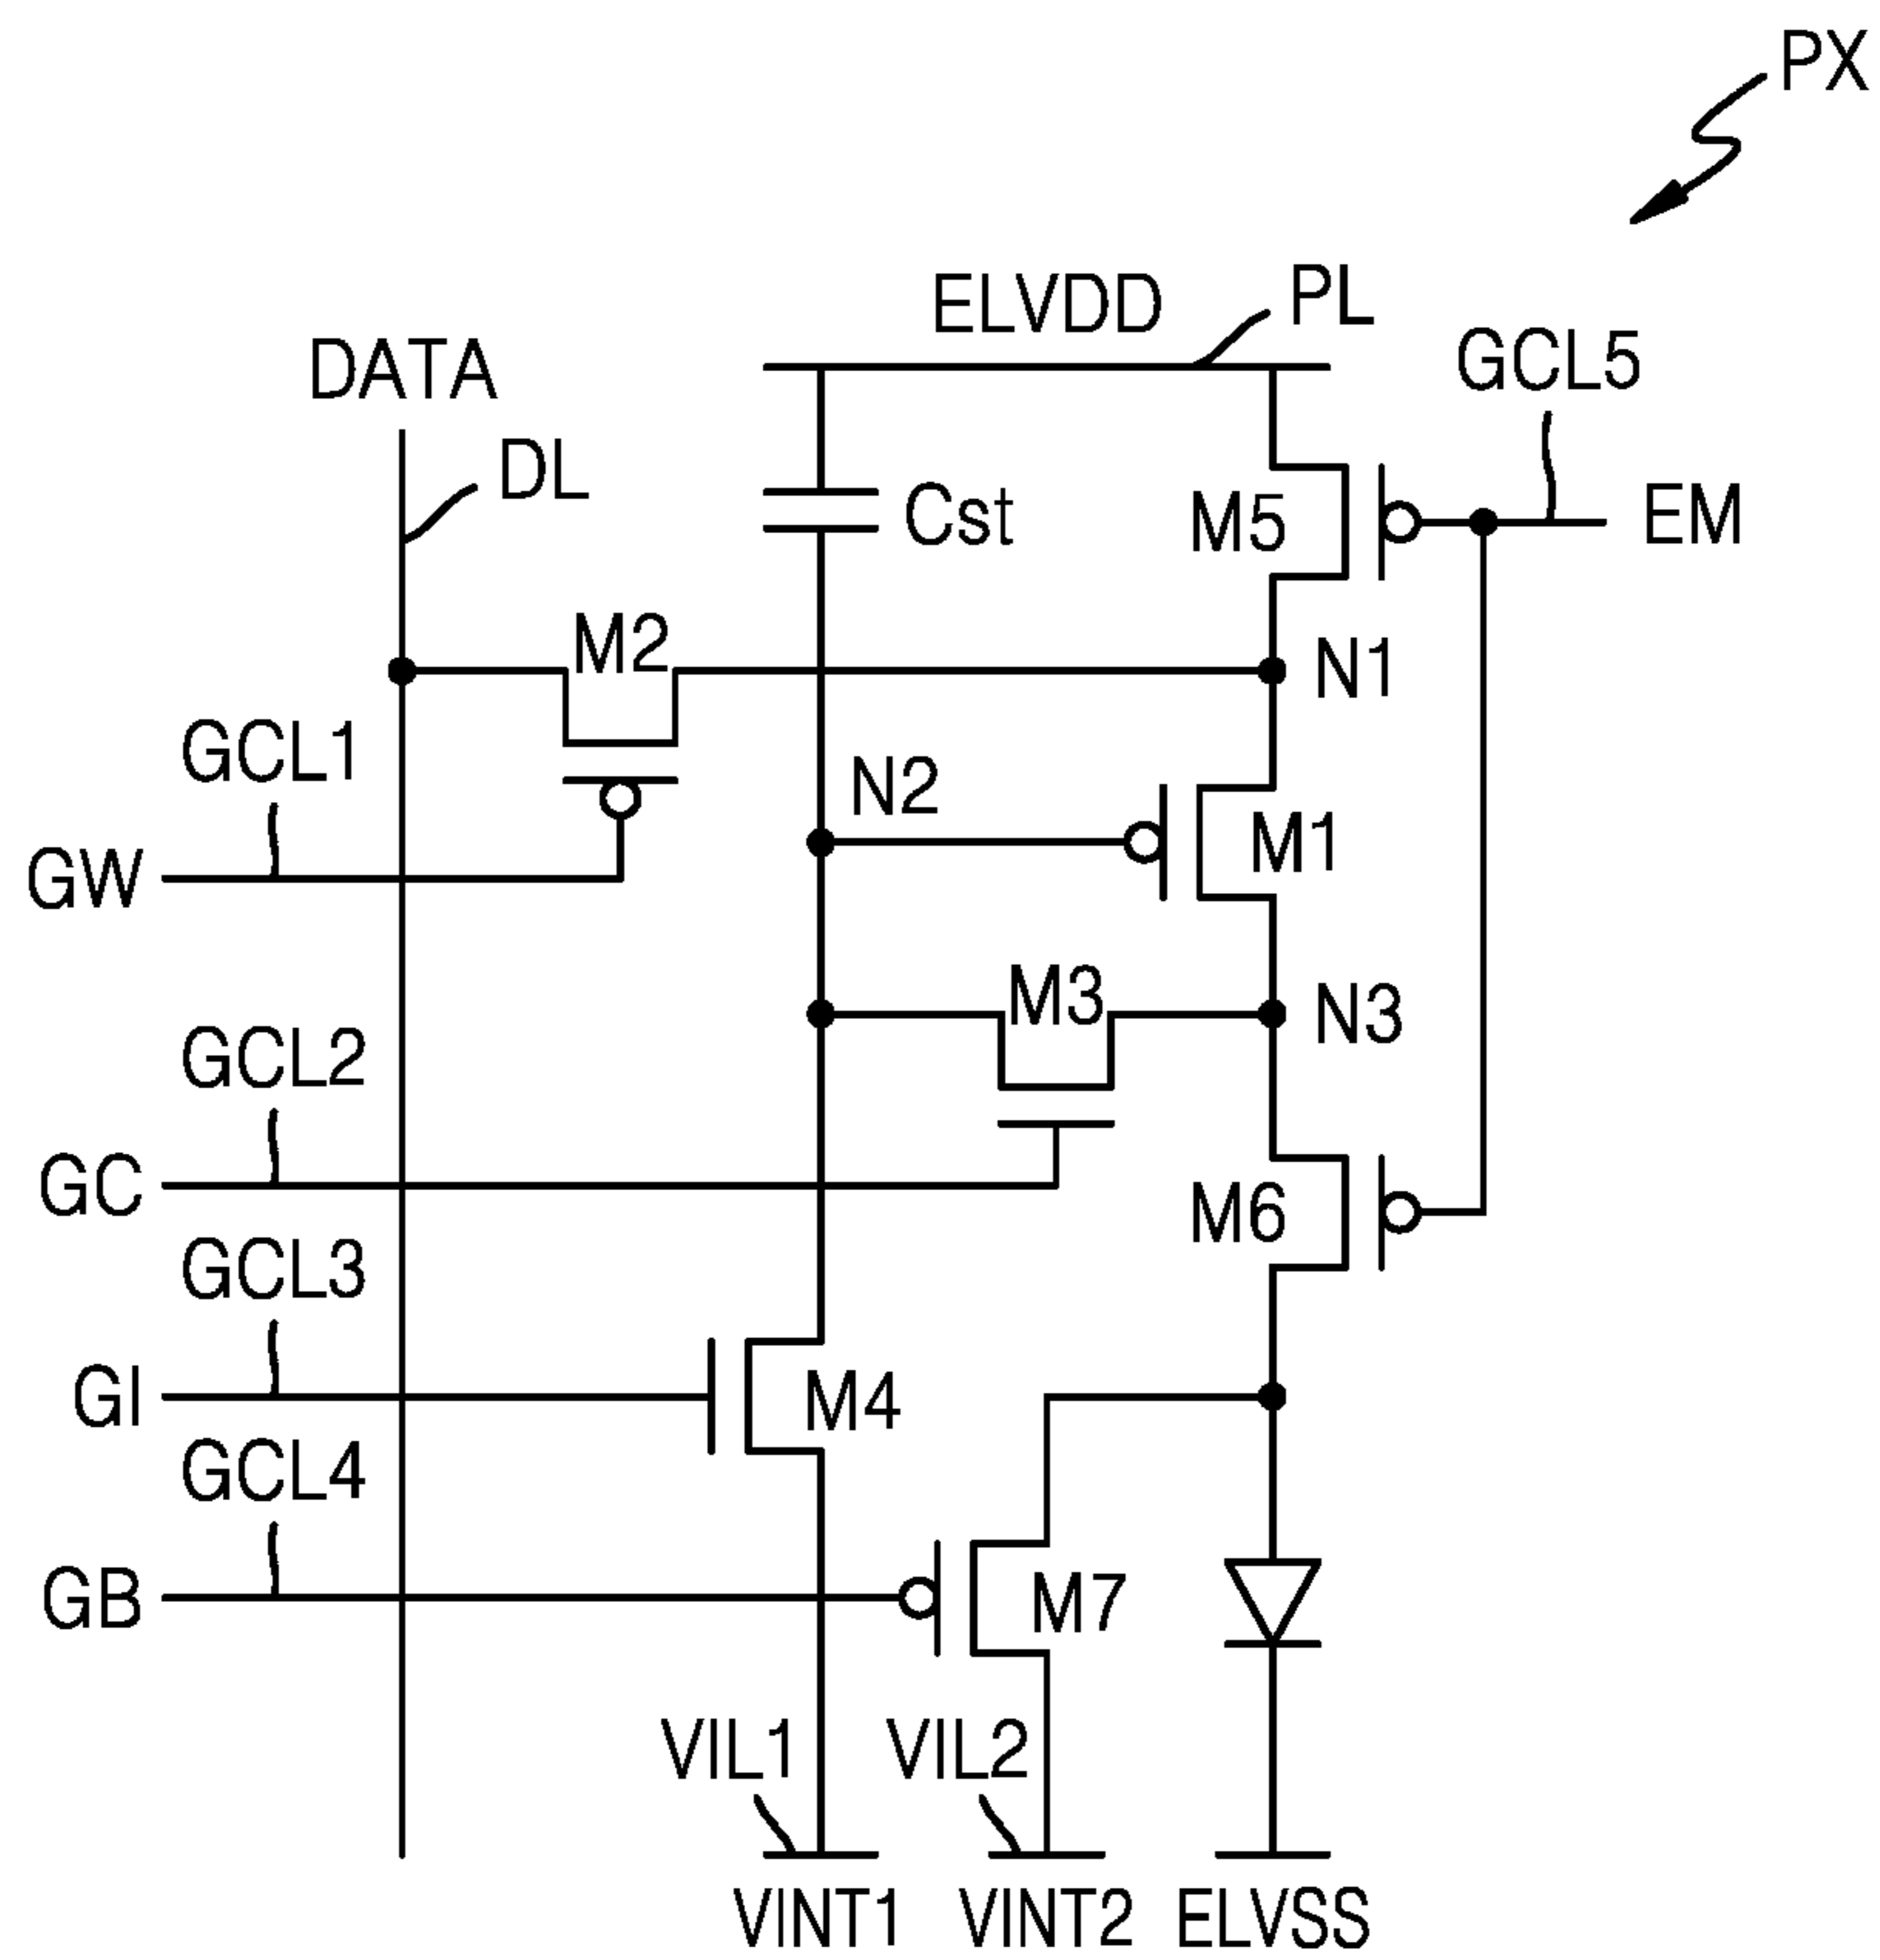 PX
ELVDD
PL
DATA
GCL5
DL
Cst
M5
EM
M2
N1
GCL1
N2
M1
GW
M3
N3
GCL2
GC
M6
GCL3
GI
M4
GCL4
GB
M7
VIL1
VIL2
VINT1
VINT2
ELVSS